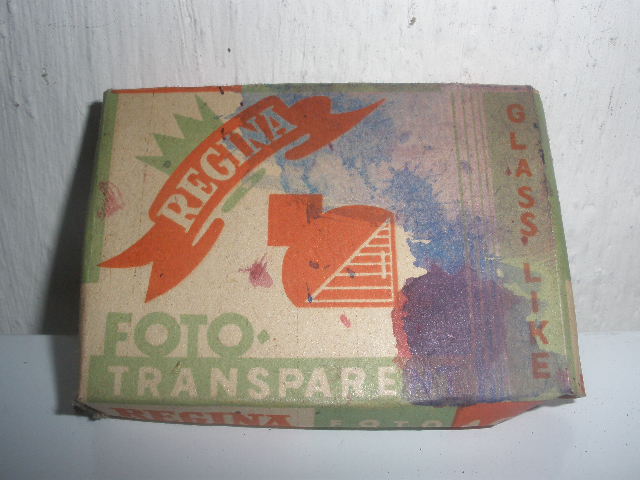 REGINA
FOTO-
TRANSPARE
GLASS-LIKE
REGINA FOTO